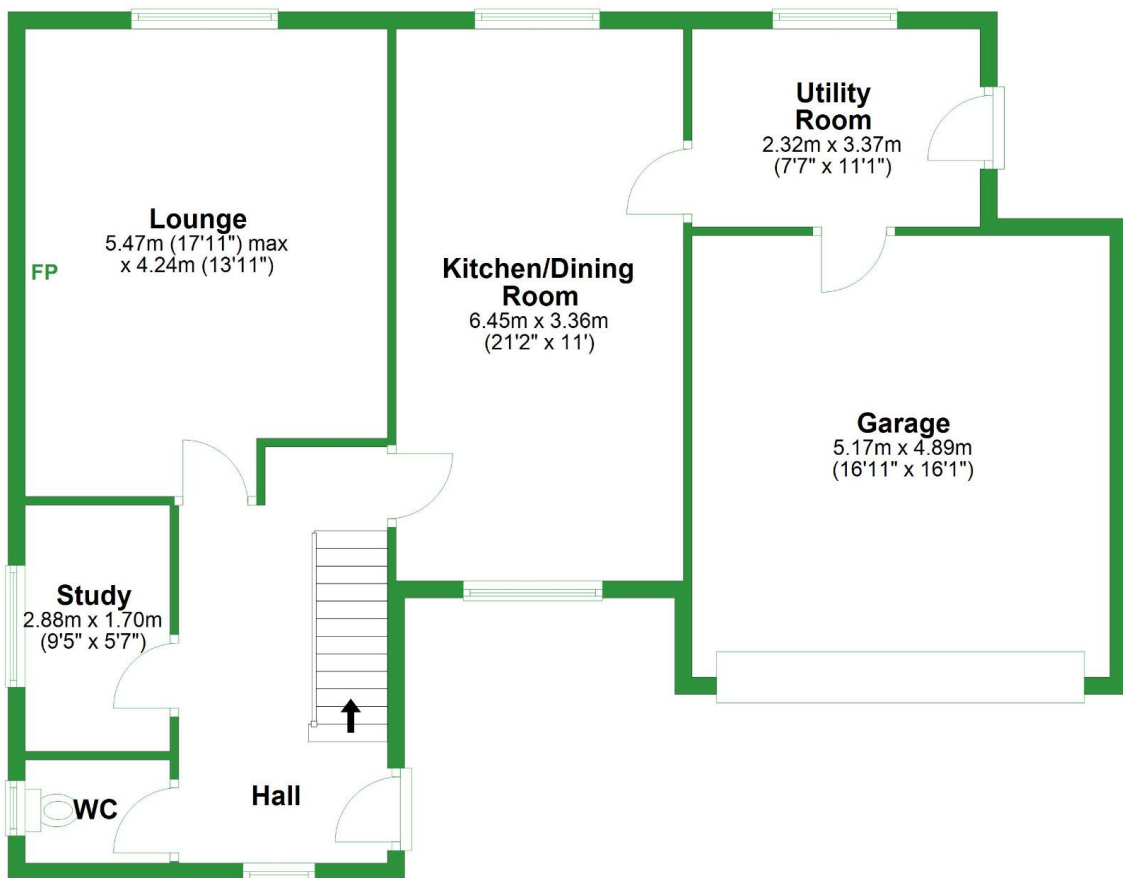 Utility
Room
2.32m x 3.37m
(7'7" x 11'1")
Lounge
5.47m (17'11") max
x 4.24m (13'11")
FP
Kitchen/Dining
Room
6.45m x 3.36m
(21'2" x 11')
Garage
5.17m x 4.89m
(16'11" x 16'1")
Study
2.88m x 1.70m
(9'5" x 5'7")
WC
Hall